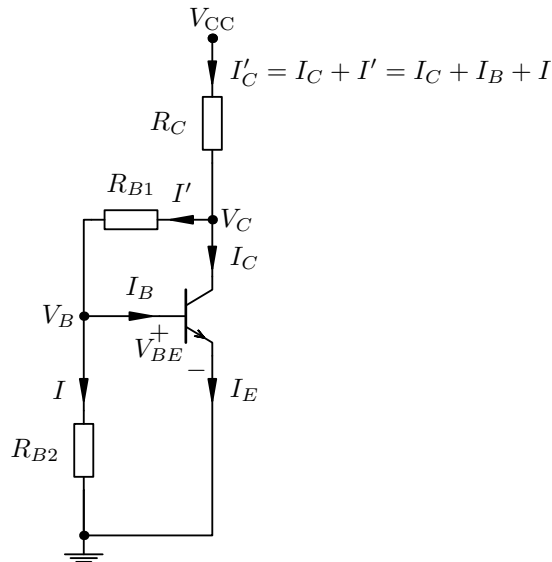 V_CC
I'_C = I_C + I' = I_C + I_B + I
R_C
R_B1 I'
V_C
I_C
I_B
V_B
+
V_BE
−
I I_E
R_B2